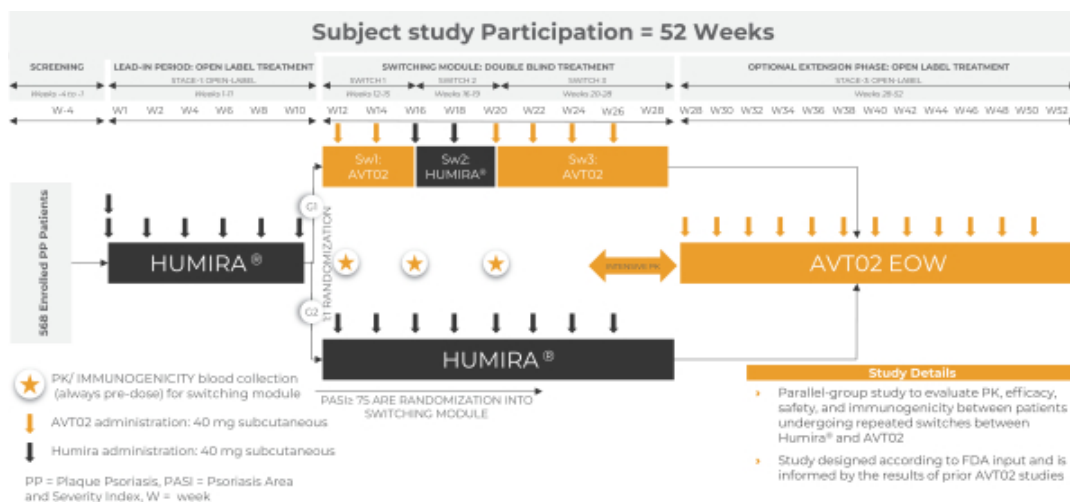 Subject study Participation = 52 Weeks
SCREENING
LEAD-IN PERIOD: OPEN LABEL TREATMENT
SWITCHING MODULE: DOUBLE BLIND TREATMENT
OPTIONAL EXTENSION PHASE: OPEN LABEL TREATMENT
STAGE-1: OPEN-LABEL
SWITCH 1
SWITCH 2
SWITCH 3
STAGE-3: OPEN-LABEL
Weeks -4 to -1
Weeks 1-11
Weeks 12-15
Weeks 16-19
Weeks 20-28
Weeks 28-52
W-4
W1 W2 W4 W6 W8 W10
W12 W14 W16 W18 W20 W22 W24 W26 W28
W28 W30 W32 W34 W36 W38 W40 W42 W44 W46 W48 W50 W52
Sw1:
AVT02
Sw2:
HUMIRA®
Sw3:
AVT02
568 Enrolled PP Patients
HUMIRA ®
G1
1:1 RANDOMIZATION
G2
INTENSIVE PK
AVT02 EOW
HUMIRA ®
PASI≥ 75 ARE RANDOMIZATION INTO
SWITCHING MODULE
PK/ IMMUNOGENICITY blood collection
(always pre-dose) for switching module
AVT02 administration: 40 mg subcutaneous
Humira administration: 40 mg subcutaneous
PP = Plaque Psoriasis, PASI = Psoriasis Area
and Severity Index, W = week
Study Details
› Parallel-group study to evaluate PK, efficacy,
safety, and immunogenicity between patients
undergoing repeated switches between
Humira® and AVT02
› Study designed according to FDA input and is
informed by the results of prior AVT02 studies